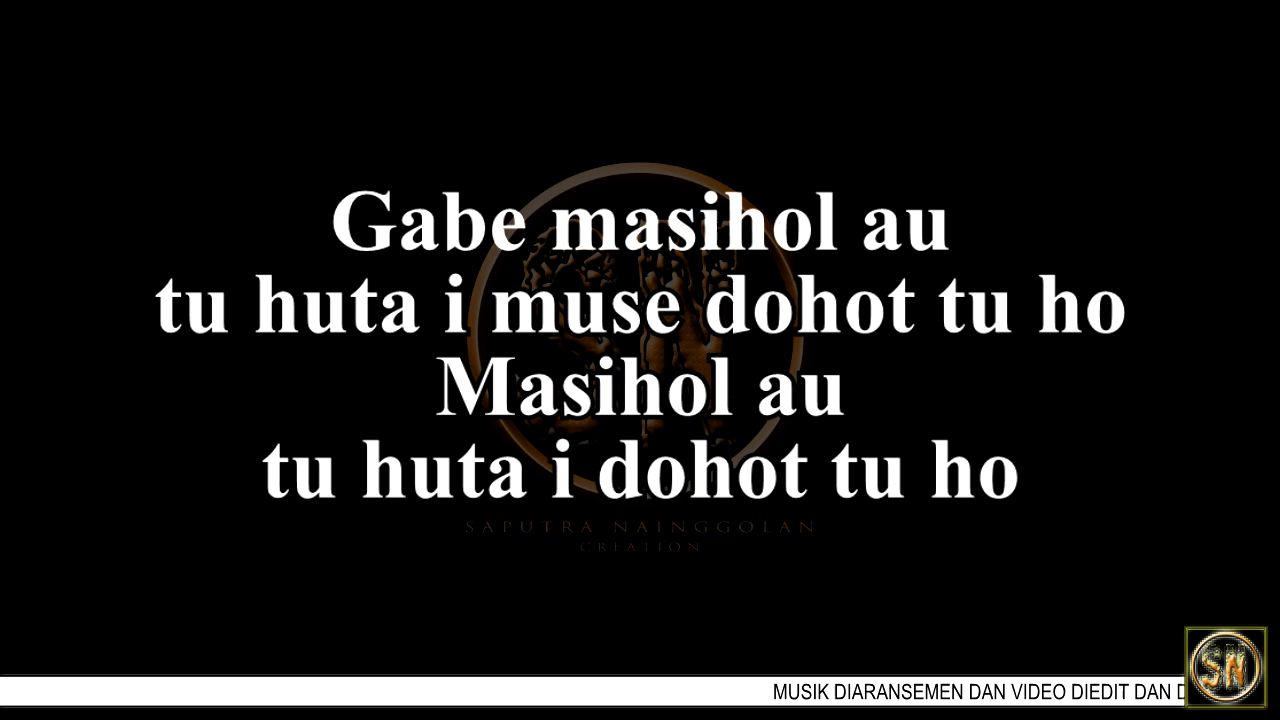 Gabe masihol au
tu huta i muse dohot tu ho
Masihol au
tu huta i dohot tu ho
SAPUTRA NAINGGOLAN
CREATION
MUSIK DIARANSEMEN DAN VIDEO DIEDIT DAN
SN